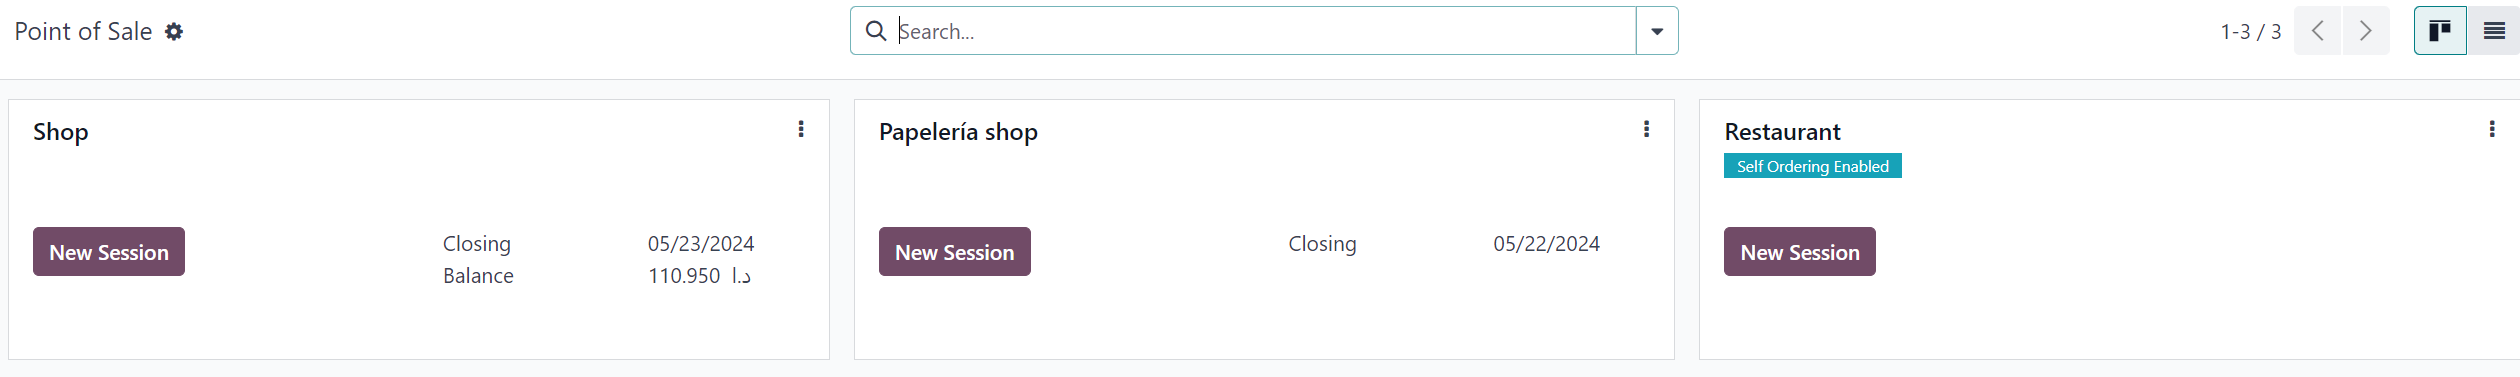 Point of Sale
Search...
1-3 / 3
Shop
New Session
Closing 05/23/2024
Balance 110.950 د.ا
Papelería shop
New Session
Closing 05/22/2024
Restaurant
Self Ordering Enabled
New Session